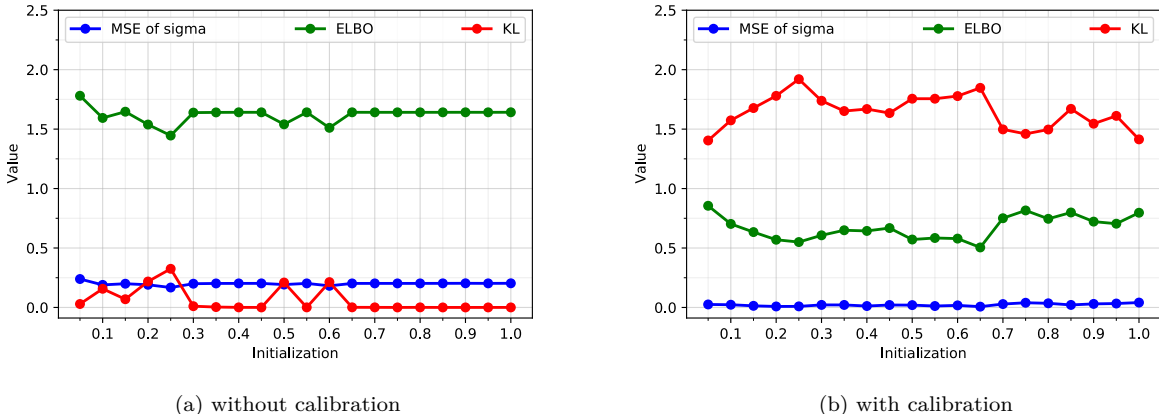 2.5
MSE of sigma ELBO KL
2.0
1.5
Value
1.0
0.5
0.0
0.1 0.2 0.3 0.4 0.5 0.6 0.7 0.8 0.9 1.0
Initialization
(a) without calibration
2.5
MSE of sigma ELBO KL
2.0
1.5
Value
1.0
0.5
0.0
0.1 0.2 0.3 0.4 0.5 0.6 0.7 0.8 0.9 1.0
Initialization
(b) with calibration